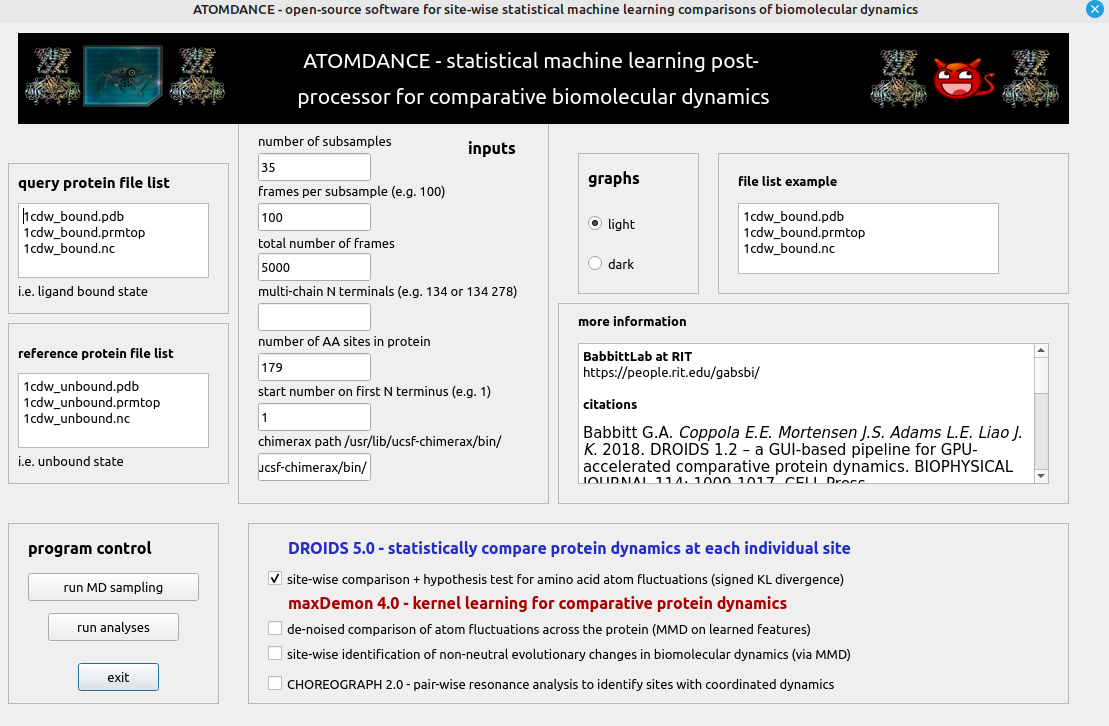 ATOMDANCE - open-source software for site-wise statistical machine learning comparisons of biomolecular dynamics
ATOMDANCE - statistical machine learning post-
processor for comparative biomolecular dynamics
query protein file list
1cdw_bound.pdb
1cdw_bound.prmtop
1cdw_bound.nc
i.e. ligand bound state
reference protein file list
1cdw_unbound.pdb
1cdw_unbound.prmtop
1cdw_unbound.nc
i.e. unbound state
inputs
number of subsamples
35
frames per subsample (e.g. 100)
100
total number of frames
5000
multi-chain N terminals (e.g. 134 or 134 278)
number of AA sites in protein
179
start number on first N terminus (e.g. 1)
1
chimerax path /usr/lib/ucsf-chimerax/bin/
ucsf-chimerax/bin/
graphs
light
dark
file list example
1cdw_bound.pdb
1cdw_bound.prmtop
1cdw_bound.nc
more information
BabbittLab at RIT
https://people.rit.edu/gabsbi/
citations
Babbitt G.A. Coppola E.E. Mortensen J.S. Adams L.E. Liao J.
K. 2018. DROIDS 1.2 – a GUI-based pipeline for GPU-
accelerated comparative protein dynamics. BIOPHYSICAL
JOURNAL 114: 1009-1017. CELL Press.
program control
run MD sampling
run analyses
exit
DROIDS 5.0 - statistically compare protein dynamics at each individual site
site-wise comparison + hypothesis test for amino acid atom fluctuations (signed KL divergence)
maxDemon 4.0 - kernel learning for comparative protein dynamics
de-noised comparison of atom fluctuations across the protein (MMD on learned features)
site-wise identification of non-neutral evolutionary changes in biomolecular dynamics (via MMD)
CHOREOGRAPH 2.0 - pair-wise resonance analysis to identify sites with coordinated dynamics